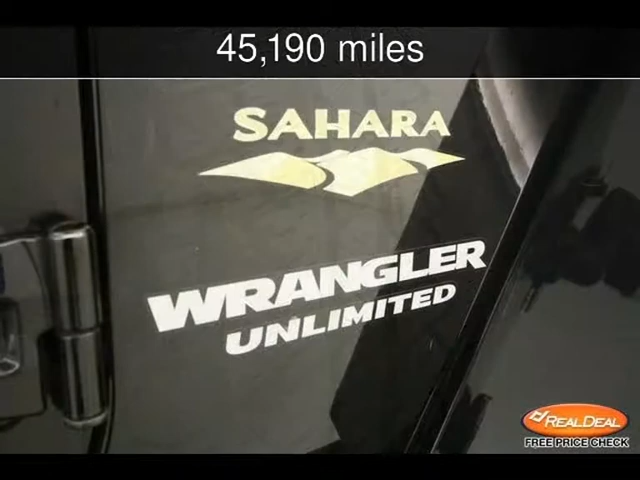 45,190 miles
SAHARA
WRANGLER
UNLIMITED
REALDEAL
FREE PRICE CHECK